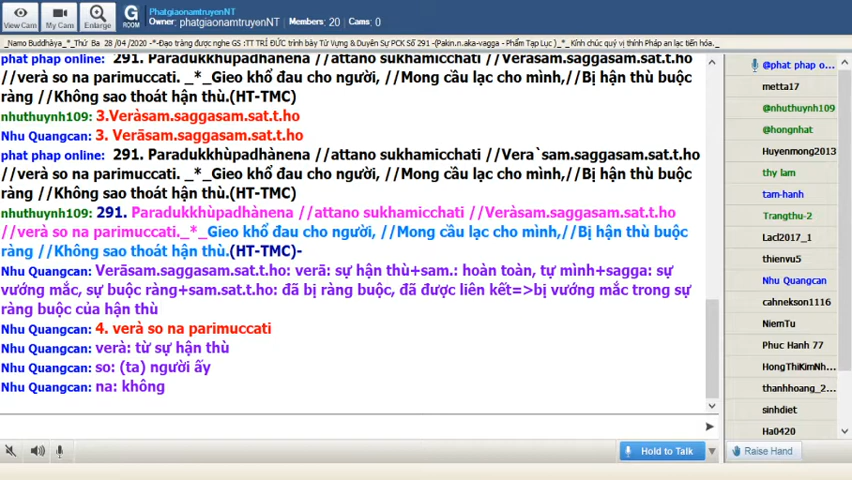 View Cam
My Cam
Enlarge
G
ROOM
PhatgiaonamtruyenNT
Owner: phatgiaonamtruyenNT Members: 20 Cams: 0
_Namo Buddhàya_*_Thứ Ba 28 /04 /2020 -*-Đạo tràng được nghe GS :TT TRÍ ĐỨC trình bày Từ Vựng & Duyên Sự PCK Số 291 -(Pakin.n.aka-vagga - Phẩm Tạp Lục )_*_ Kính chúc quý vị thính Pháp an lạc tiến hóa._
phat phap online: 291. Paradukkhùpadhànena //attano sukhamicchati //Veràsam.saggasam.sat.t.ho
//verà so na parimuccati. _*_Gieo khổ đau cho người, //Mong cầu lạc cho mình,//Bị hận thù buộc
ràng //Không sao thoát hận thù.(HT-TMC)
nhuthuynh109: 3.Veràsam.saggasam.sat.t.ho
Nhu Quangcan: 3. Verāsam.saggasam.sat.t.ho
phat phap online: 291. Paradukkhùpadhànena //attano sukhamicchati //Vera`sam.saggasam.sat.t.ho
//verà so na parimuccati. _*_Gieo khổ đau cho người, //Mong cầu lạc cho mình,//Bị hận thù buộc
ràng //Không sao thoát hận thù.(HT-TMC)
nhuthuynh109: 291. Paradukkhùpadhànena //attano sukhamicchati //Veràsam.saggasam.sat.t.ho
//verà so na parimuccati._*_Gieo khổ đau cho người, //Mong cầu lạc cho mình,//Bị hận thù buộc
ràng //Không sao thoát hận thù.(HT-TMC)-
Nhu Quangcan: Verāsam.saggasam.sat.t.ho: verā: sự hận thù+sam.: hoàn toàn, tự mình+sagga: sự
vướng mắc, sự buộc ràng+sam.sat.t.ho: đã bị ràng buộc, đã được liên kết=>bị vướng mắc trong sự
ràng buộc của hận thù
Nhu Quangcan: 4. verà so na parimuccati
Nhu Quangcan: verà: từ sự hận thù
Nhu Quangcan: so: (ta) người ấy
Nhu Quangcan: na: không
@phat phap o...
metta17
@nhuthuynh109
@hongnhat
Huyenmong2013
thy lam
tam-hanh
Trangthu-2
Lacl2017_1
thienvu5
Nhu Quangcan
cahnekson1116
NiemTu
Phuc Hanh 77
HongThiKimNh...
thanhhoang_2...
sinhdiet
Ha0420
Hold to Talk
Raise Hand